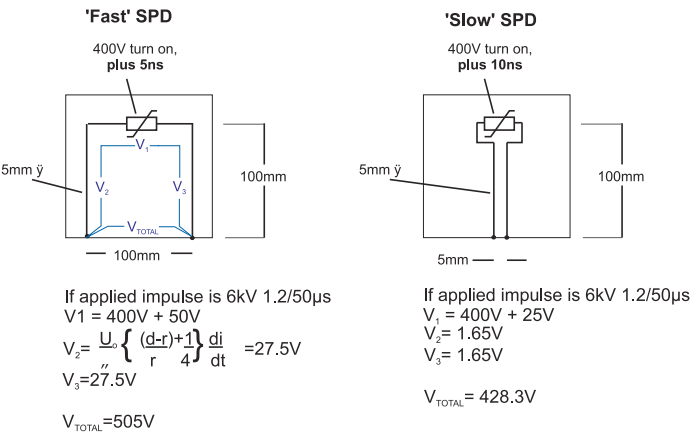 'Fast' SPD
400V turn on,
plus 5ns
V1
5mm ÿ
V2
V3
100mm
VTOTAL
100mm
If applied impulse is 6kV 1.2/50µs
V1 = 400V + 50V
V2= Uo { (d-r)+1 } di =27.5V
" r 4 dt
V3=27.5V
VTOTAL=505V
'Slow' SPD
400V turn on,
plus 10ns
5mm ÿ
100mm
5mm
If applied impulse is 6kV 1.2/50µs
V1 = 400V + 25V
V2= 1.65V
V3= 1.65V
VTOTAL= 428.3V